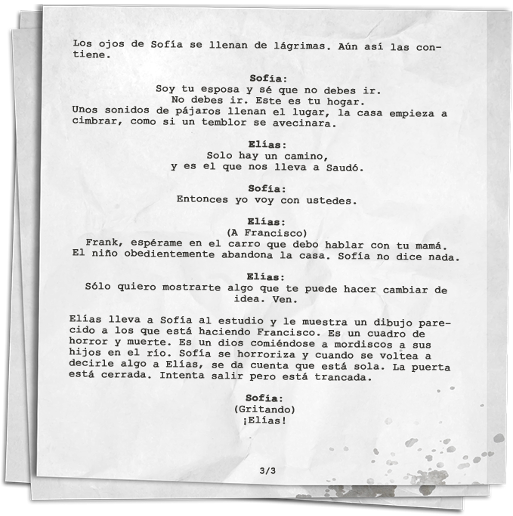 Los ojos de Sofía se llenan de lágrimas. Aún así las con-
tiene.
Sofía:
Soy tu esposa y sé que no debes ir.
No debes ir. Este es tu hogar.
Unos sonidos de pájaros llenan el lugar, la casa empieza a
cimbrar, como si un temblor se avecinara.
Elías:
Solo hay un camino,
y es el que nos lleva a Saudó.
Sofía:
Entonces yo voy con ustedes.
Elías:
(A Francisco)
Frank, espérame en el carro que debo hablar con tu mamá.
El niño obedientemente abandona la casa. Sofía no dice nada.
Elías:
Sólo quiero mostrarte algo que te puede hacer cambiar de
idea. Ven.
Elías lleva a Sofía al estudio y le muestra un dibujo pare-
cido a los que está haciendo Francisco. Es un cuadro de
horror y muerte. Es un dios comiéndose a mordiscos a sus
hijos en el río. Sofía se horroriza y cuando se voltea a
decirle algo a Elías, se da cuenta que está sola. La puerta
está cerrada. Intenta salir pero está trancada.
Sofía:
(Gritando)
¡Elías!
3/3